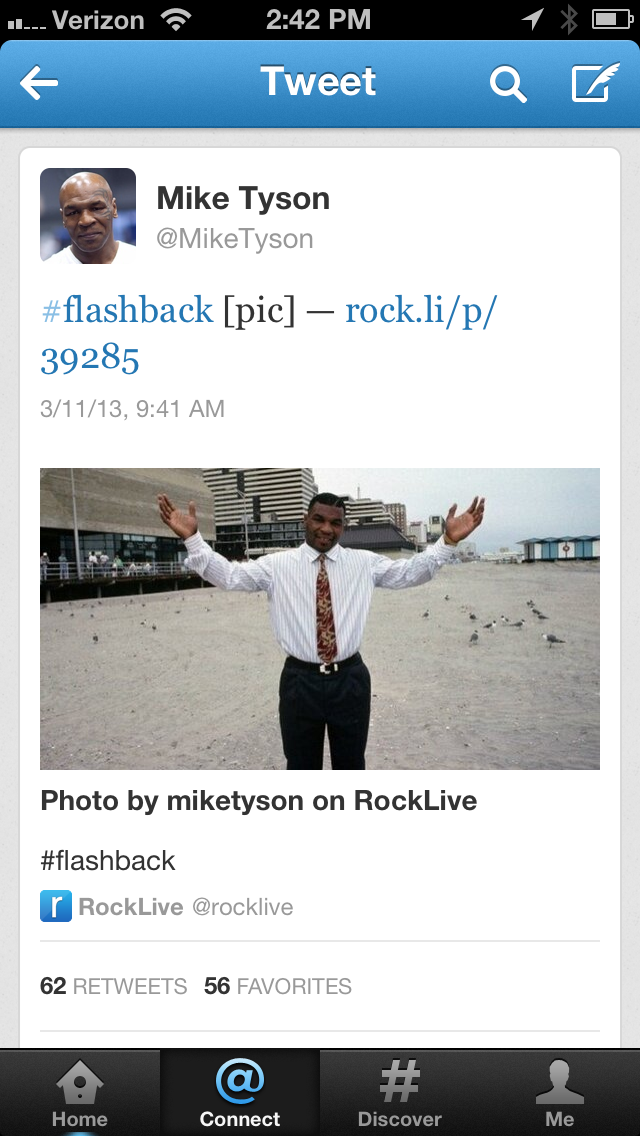 Verizon 2:42 PM
Tweet
Mike Tyson
@MikeTyson
#flashback [pic] — rock.li/p/
39285
3/11/13, 9:41 AM
Photo by miketyson on RockLive
#flashback
r RockLive @rocklive
62 RETWEETS 56 FAVORITES
@ #
Home Connect Discover Me